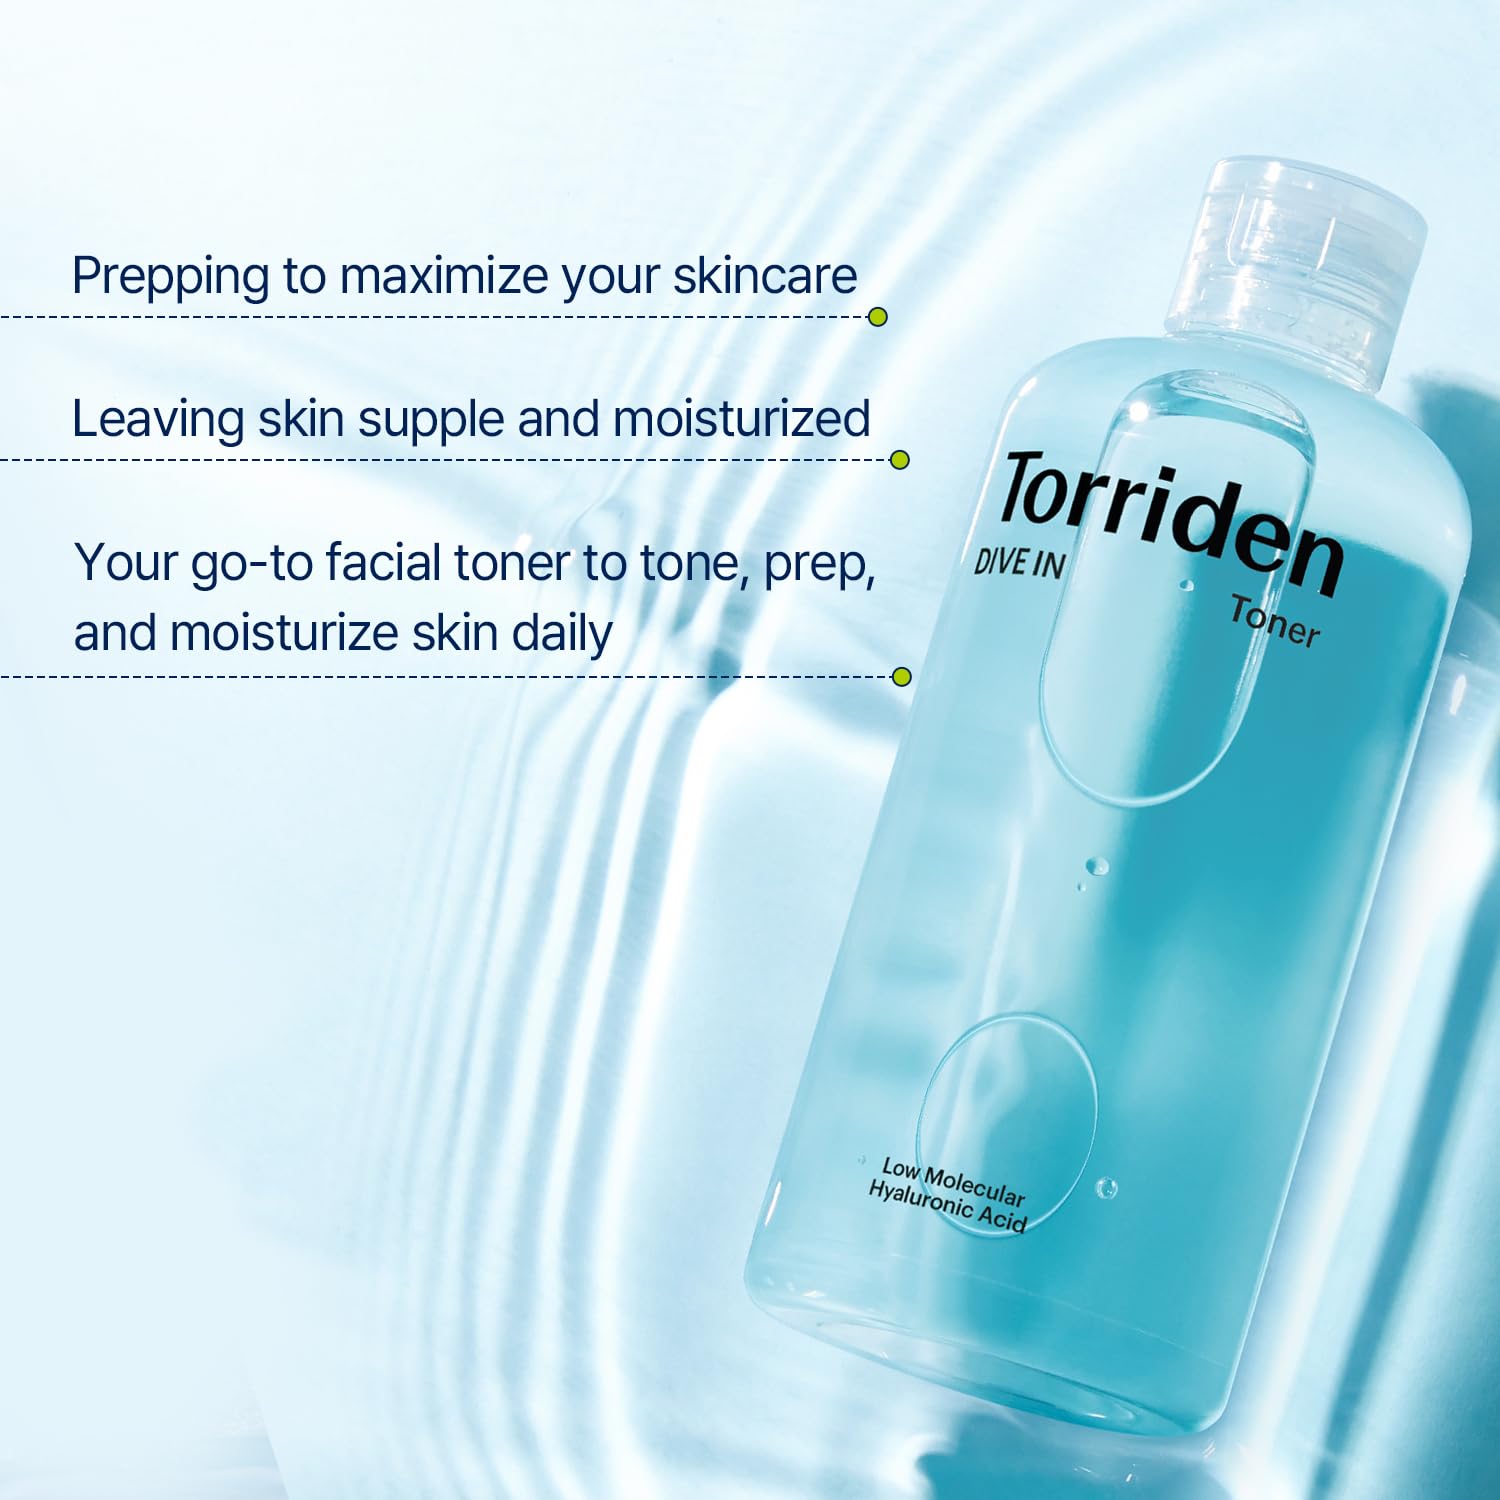 Prepping to maximize your skincare
Leaving skin supple and moisturized
Your go-to facial toner to tone, prep,
and moisturize skin daily
Torriden
DIVE IN
Toner
Low Molecular
Hyaluronic Acid